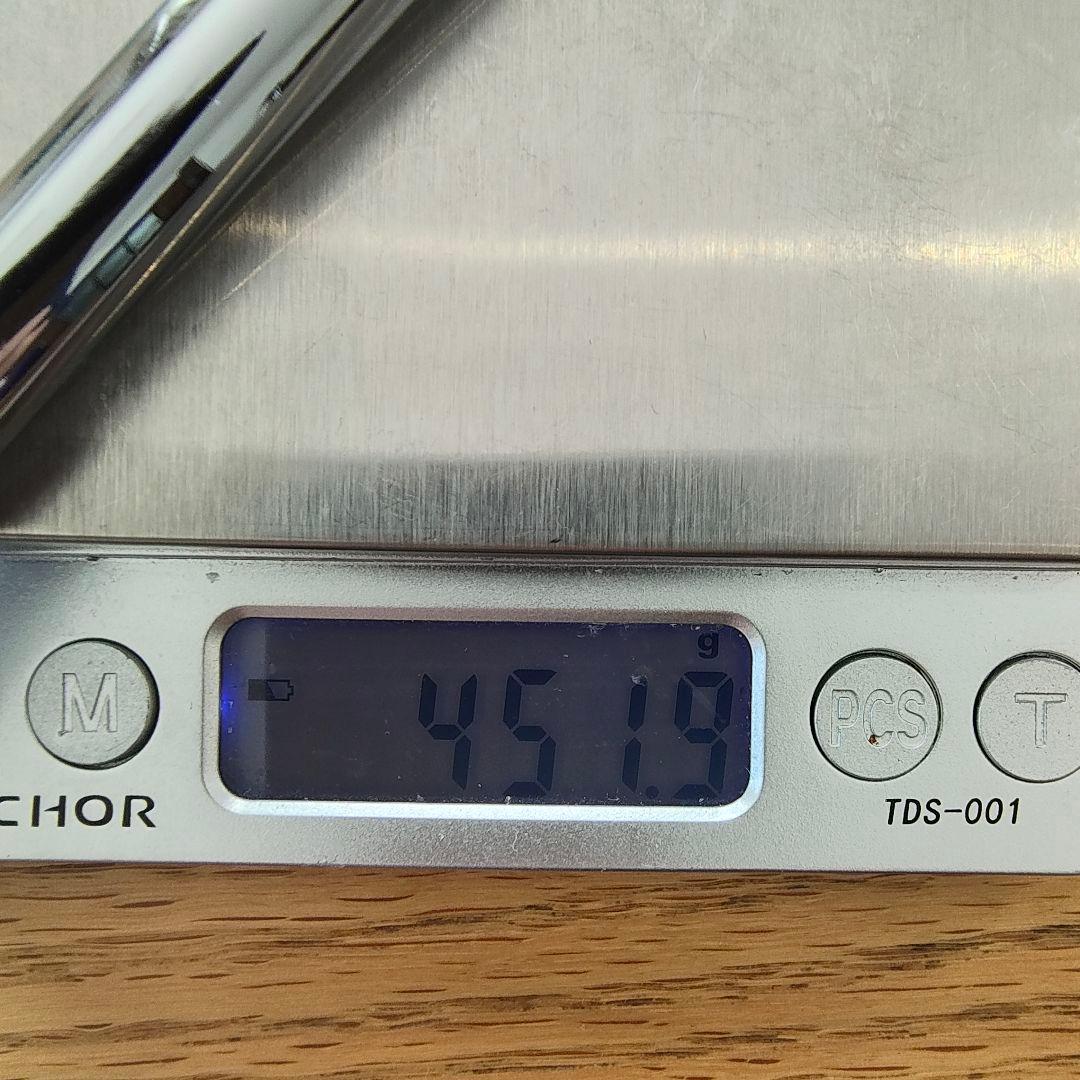 g
M
451.9
PCS
T
CHOR
TDS-001